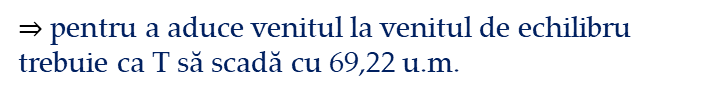 ⇒ pentru a aduce venitul la venitul de echilibru
trebuie ca T să scadă cu 69,22 u.m.